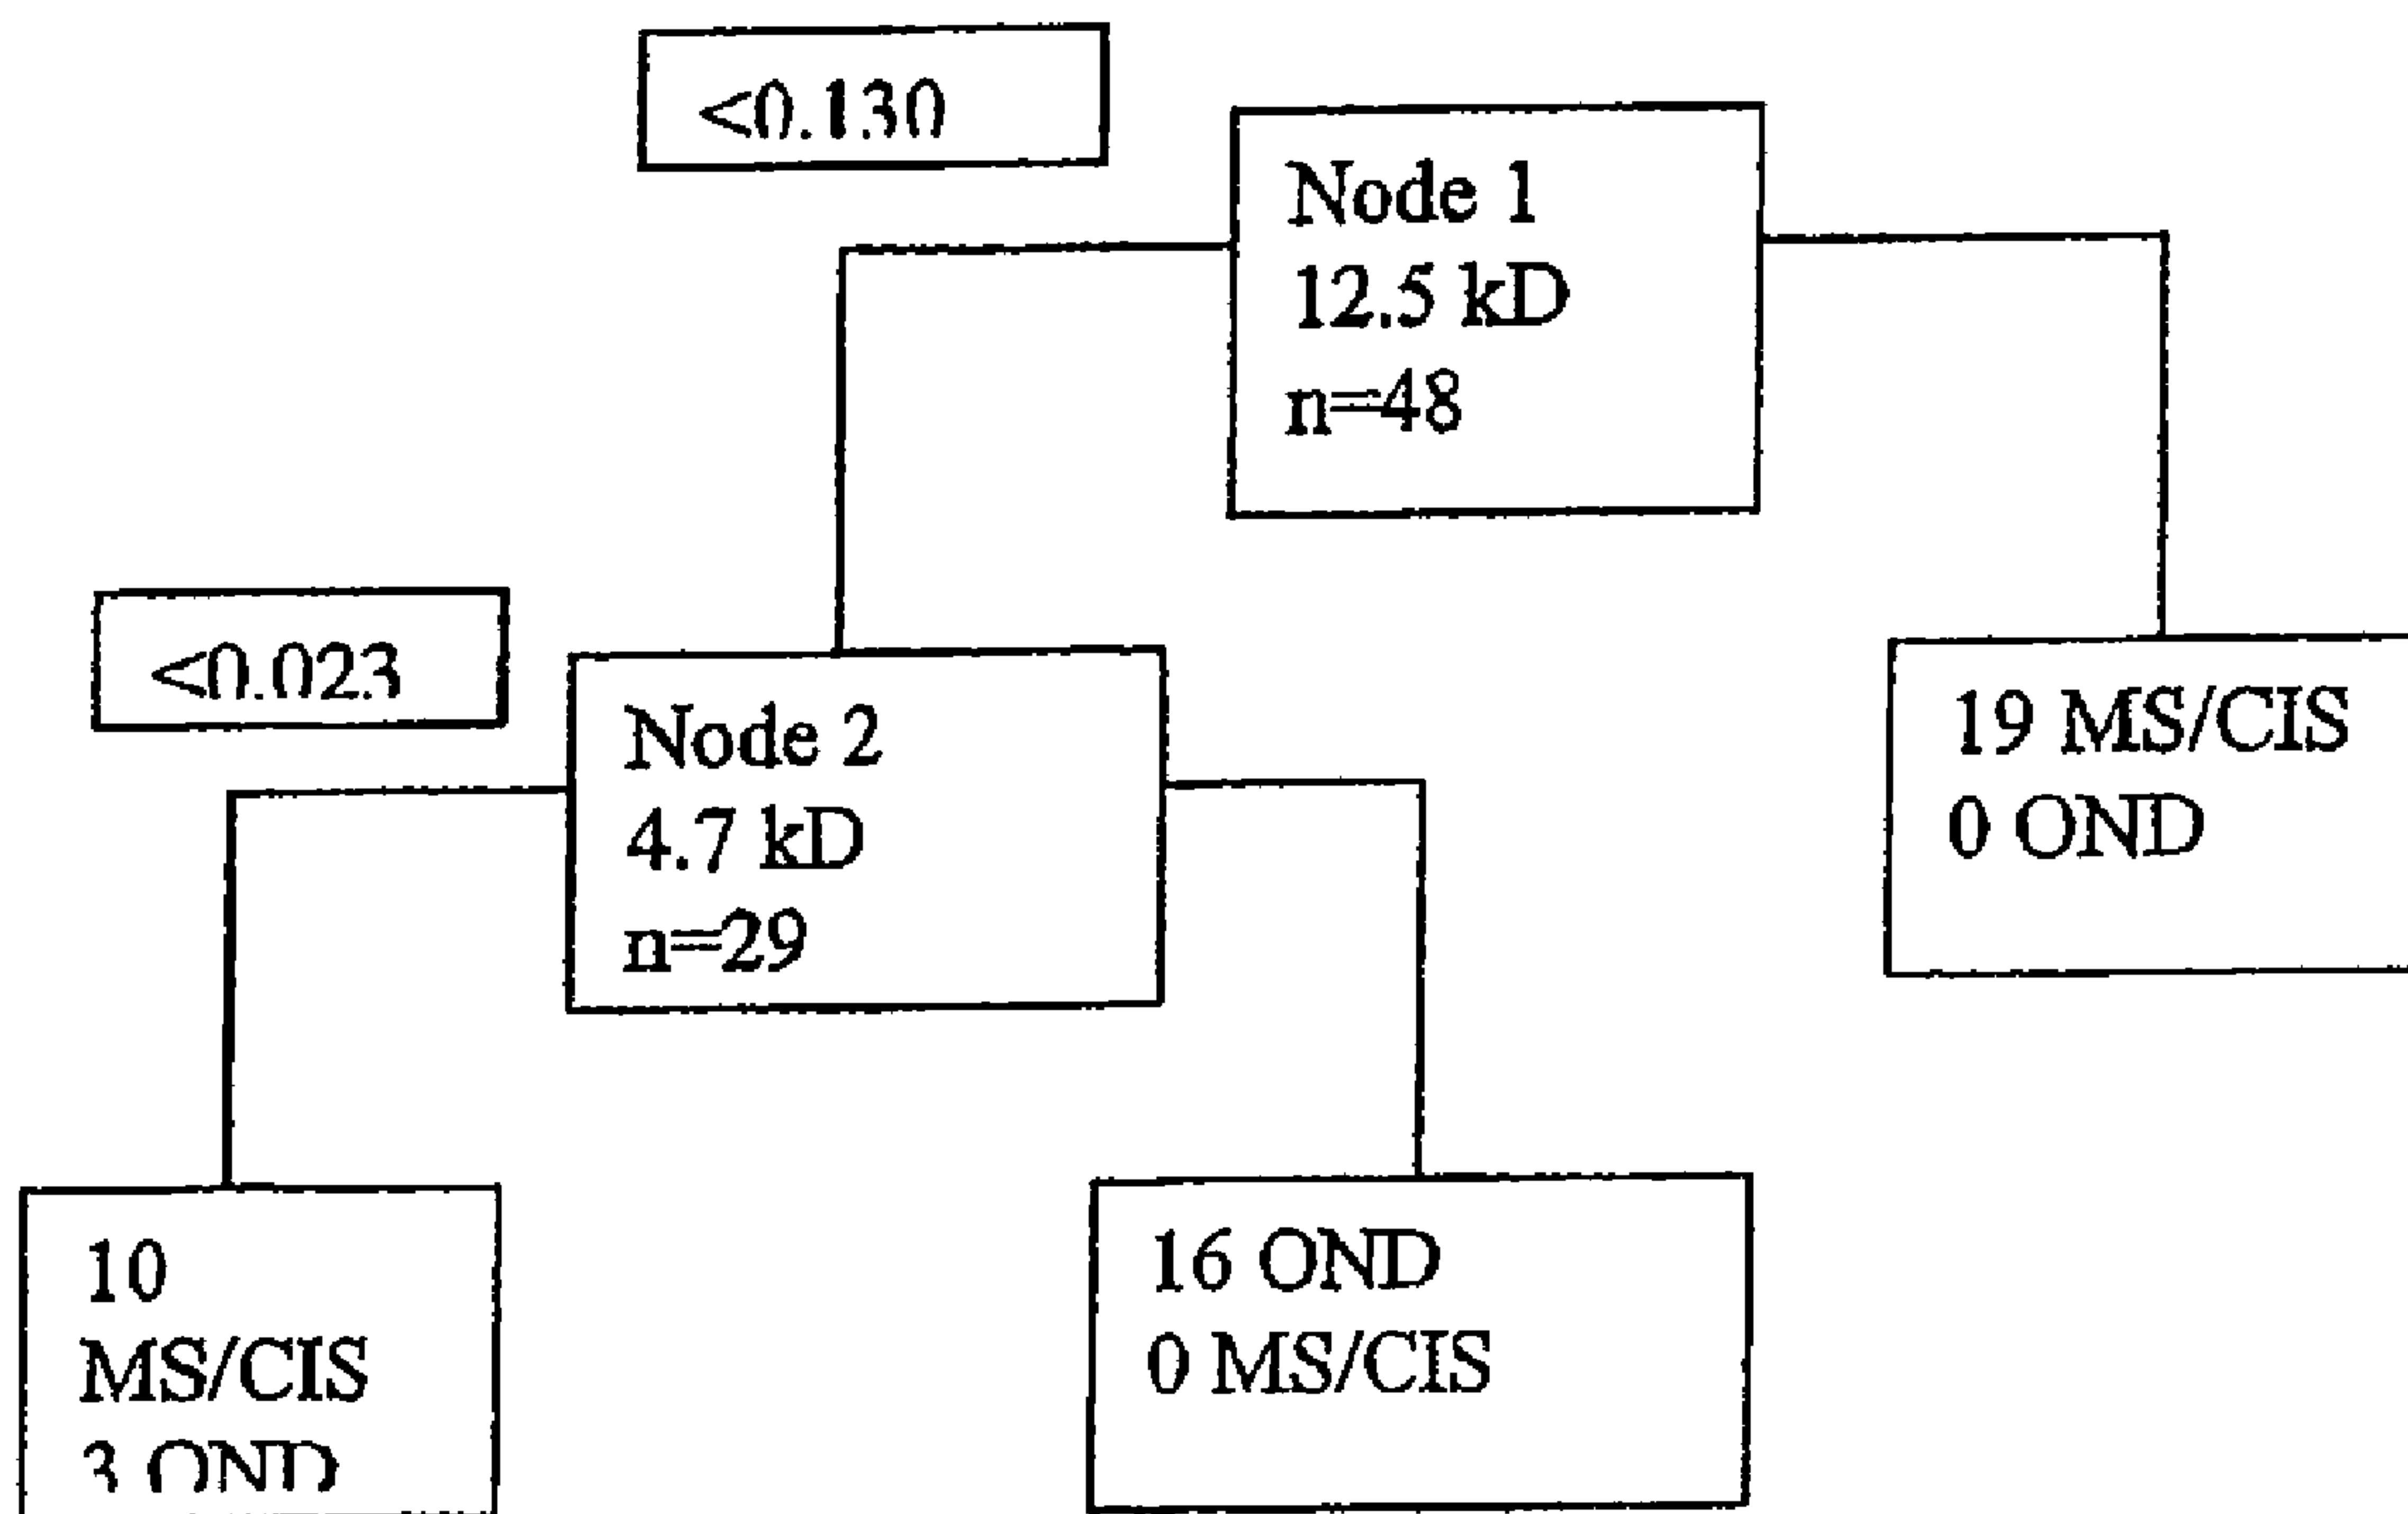 <0.130
Node 1
12.5 kD
n=48
<0.023
Node 2
4.7 kD
n=29
19 MS/CIS
0 OND
10
MS/CIS
3 OND
16 OND
0 MS/CIS